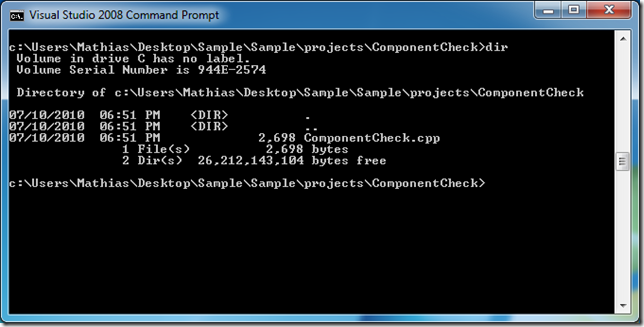 Visual Studio 2008 Command Prompt
c:\Users\Mathias\Desktop\Sample\Sample\projects\ComponentCheck>dir
Volume in drive C has no label.
Volume Serial Number is 944E-2574
Directory of c:\Users\Mathias\Desktop\Sample\Sample\projects\ComponentCheck
07/10/2010  06:51 PM    <DIR>          .
07/10/2010  06:51 PM    <DIR>          ..
07/10/2010  06:51 PM             2,698 ComponentCheck.cpp
1 File(s)          2,698 bytes
2 Dir(s)  26,212,143,104 bytes free
c:\Users\Mathias\Desktop\Sample\Sample\projects\ComponentCheck>